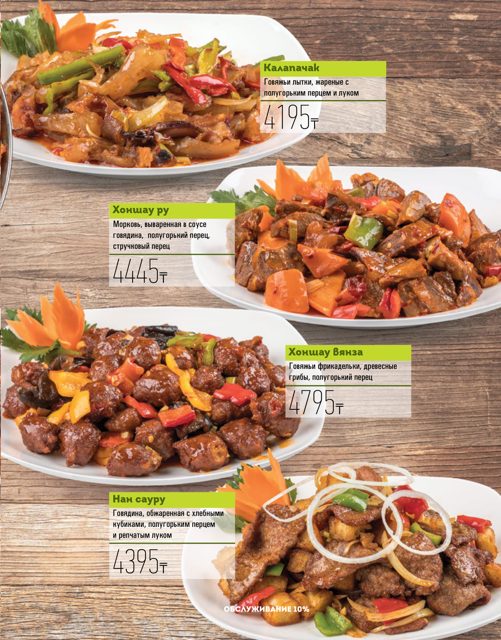 Калапачак
Говяжьи пытки, жареные с
полугорьким перцем и луком
4195₸
Хоншау ру
Морковь, вываренная в соусе
говядина, полугорький перец,
стручковый перец
4445₸
Хоншау вянза
Говяжьи фрикадельки, древесные
грибы, полугорький перец
4795₸
Нан сауру
Говядина, обжаренная с хлебными
кубиками, полугорьким перцем
и репчатым луком
4395₸
ОБСЛУЖИВАНИЕ 10%